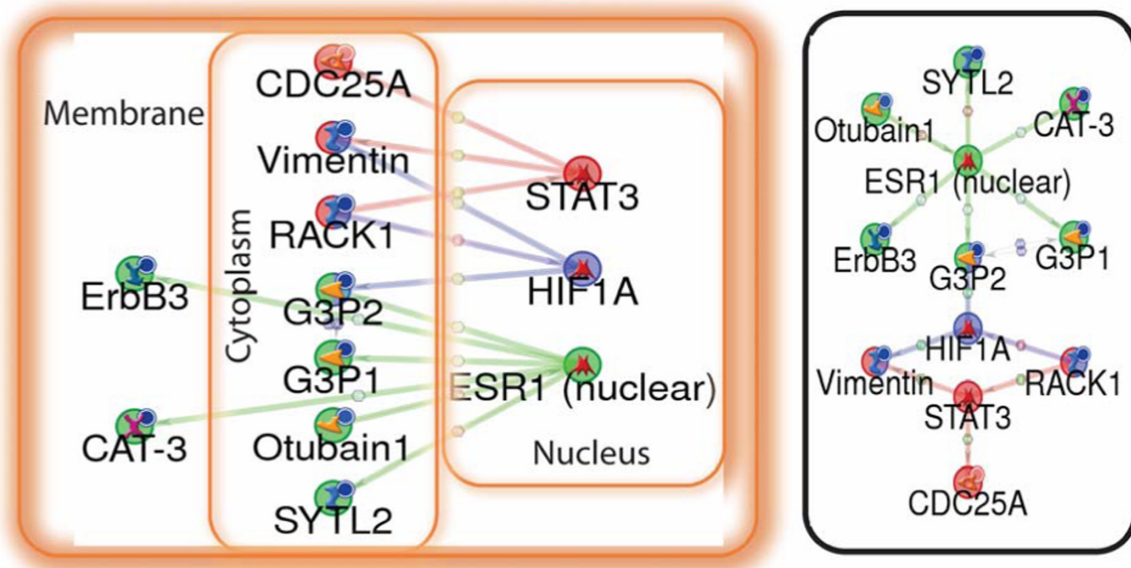 Membrane
Cytoplasm
CDC25A
Vimentin
RACK1
ErbB3
G3P2
G3P1
CAT-3
Otubain1
SYTL2
STAT3
HIF1A
ESR1 (nuclear)
Nucleus
SYTL2
Otubain1
CAT-3
ESR1 (nuclear)
ErbB3
G3P2
G3P1
HIF1A
Vimentin
RACK1
STAT3
CDC25A